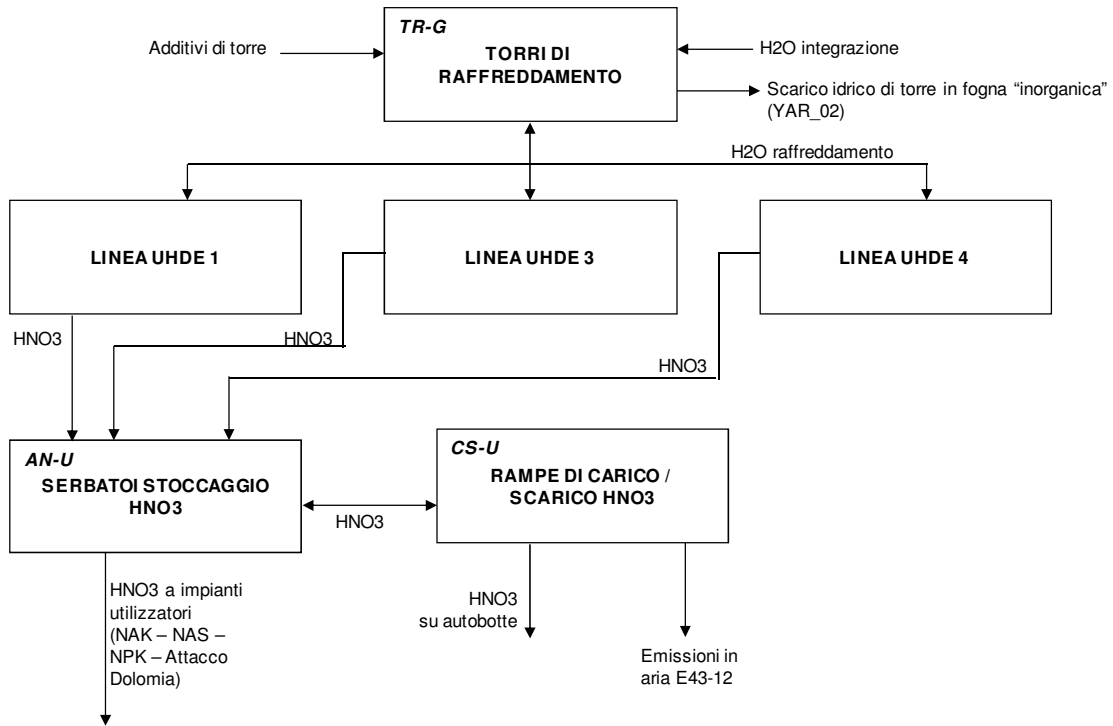 TR-G
Additivi di torre
TORRI DI
RAFFREDDAMENTO
H2O integrazione
Scarico idrico di torre in fogna “inorganica”
(YAR_02)
H2O raffreddamento
LINEA UHDE 1
LINEA UHDE 3
LINEA UHDE 4
HNO3
HNO3
HNO3
AN-U
SERBATOI STOCCAGGIO
HNO3
CS-U
RAMPE DI CARICO /
SCARICO HNO3
HNO3
HNO3 a impianti
utilizzatori
(NAK – NAS –
NPK – Attacco
Dolomia)
HNO3
su autobotte
Emissioni in
aria E43-12